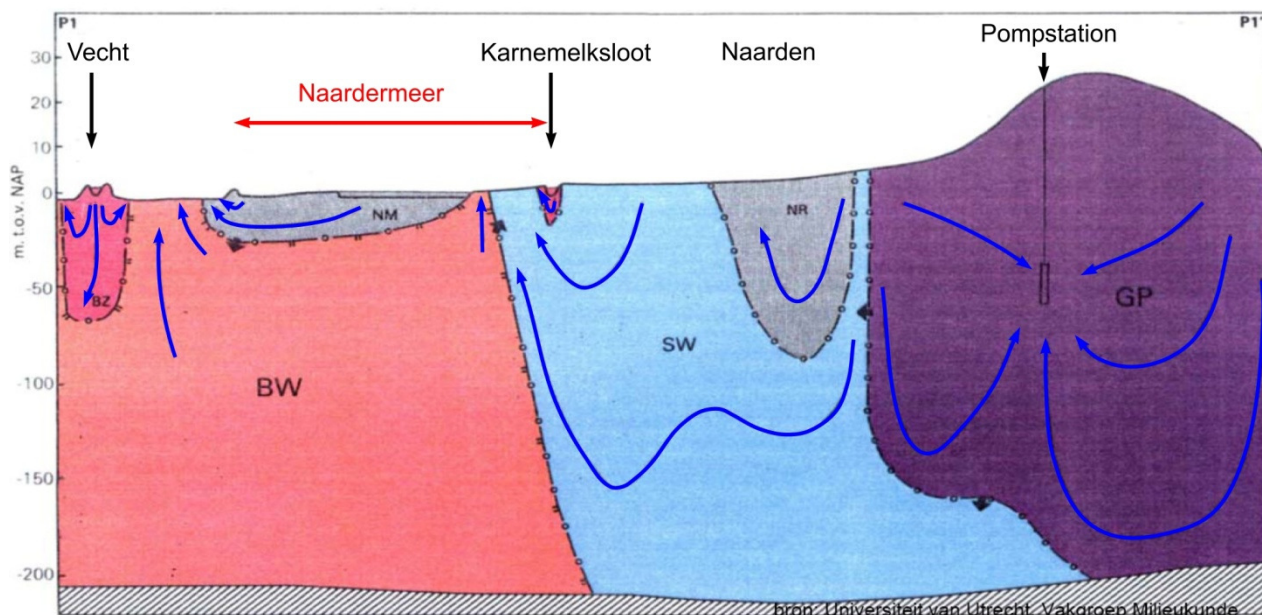 P1
P1'
Vecht
Karnemelksloot
Naarden
Pompstation
Naardermeer
m. t.o.v. NAP
30
20
10
0
-50
-100
-150
-200
NM
NR
BZ
GP
SW
BW
bron: Universiteit van Utrecht, Vakgroep Milieukunde